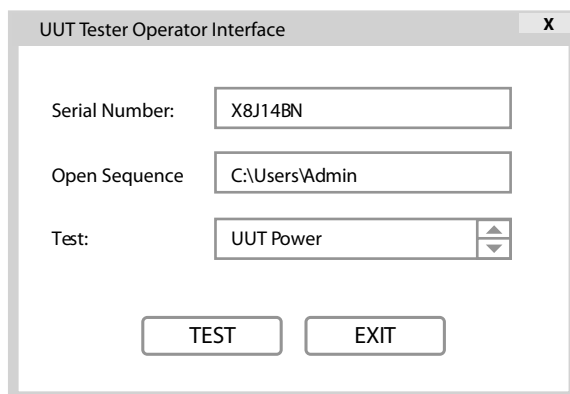 UUT Tester Operator Interface X
Serial Number: X8J14BN
Open Sequence C:\Users\Admin
Test: UUT Power
TEST EXIT